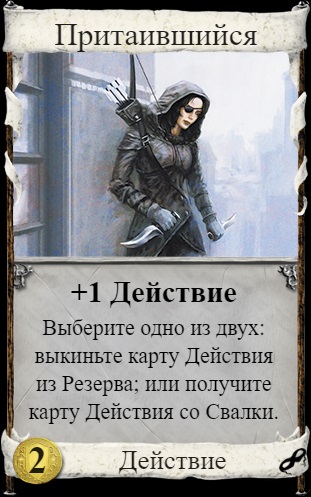 Притаившийся
+1 Действие
Выберите одно из двух:
выкиньте карту Действия
из Резерва; или получите
карту Действия со Свалки.
2
Действие